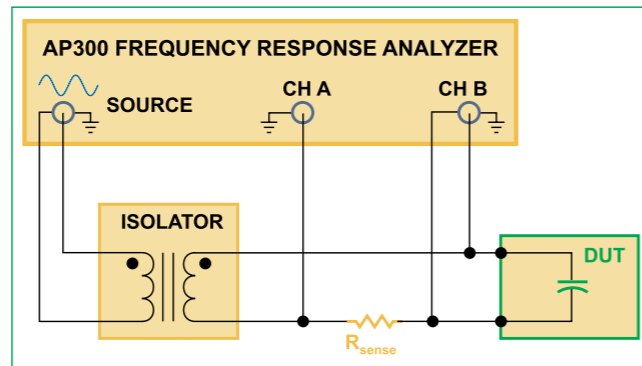 AP300 FREQUENCY RESPONSE ANALYZER
SOURCE
CH A
CH B
ISOLATOR
DUT
Rsense